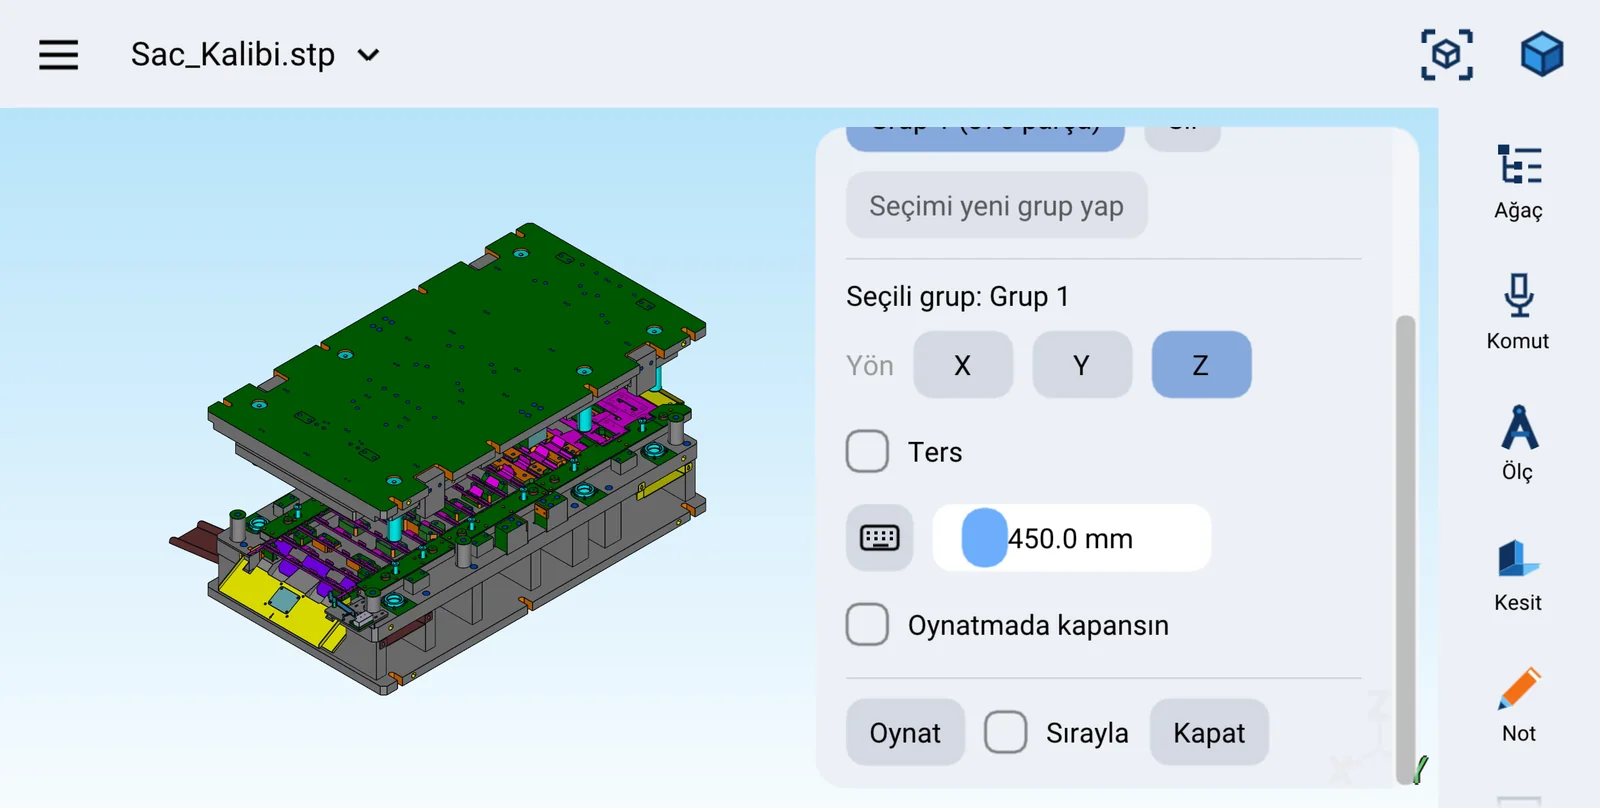 Sac_Kalibi.stp
Seçimi yeni grup yap
Seçili grup: Grup 1
Yön X Y Z
Ters
450.0 mm
Oynatmada kapansın
Oynat Sırayla Kapat
Ağaç
Komut
Ölç
Kesit
Not